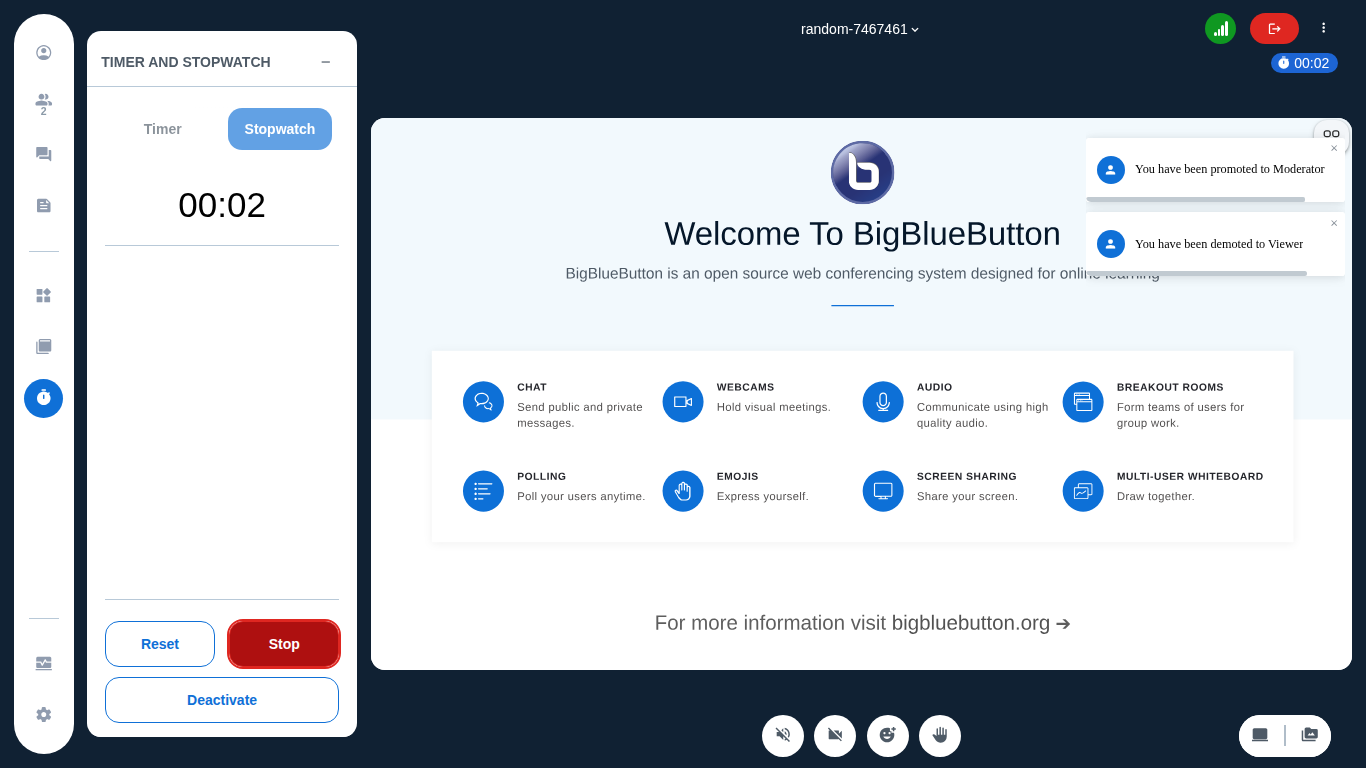 random-7467461
00:02
2
TIMER AND STOPWATCH
Timer
Stopwatch
00:02
Reset
Stop
Deactivate
Welcome To BigBlueButton
BigBlueButton is an open source web conferencing system designed for online learning
You have been promoted to Moderator
You have been demoted to Viewer
CHAT
Send public and private
messages.
WEBCAMS
Hold visual meetings.
AUDIO
Communicate using high
quality audio.
BREAKOUT ROOMS
Form teams of users for
group work.
POLLING
Poll your users anytime.
EMOJIS
Express yourself.
SCREEN SHARING
Share your screen.
MULTI-USER WHITEBOARD
Draw together.
For more information visit bigbluebutton.org →